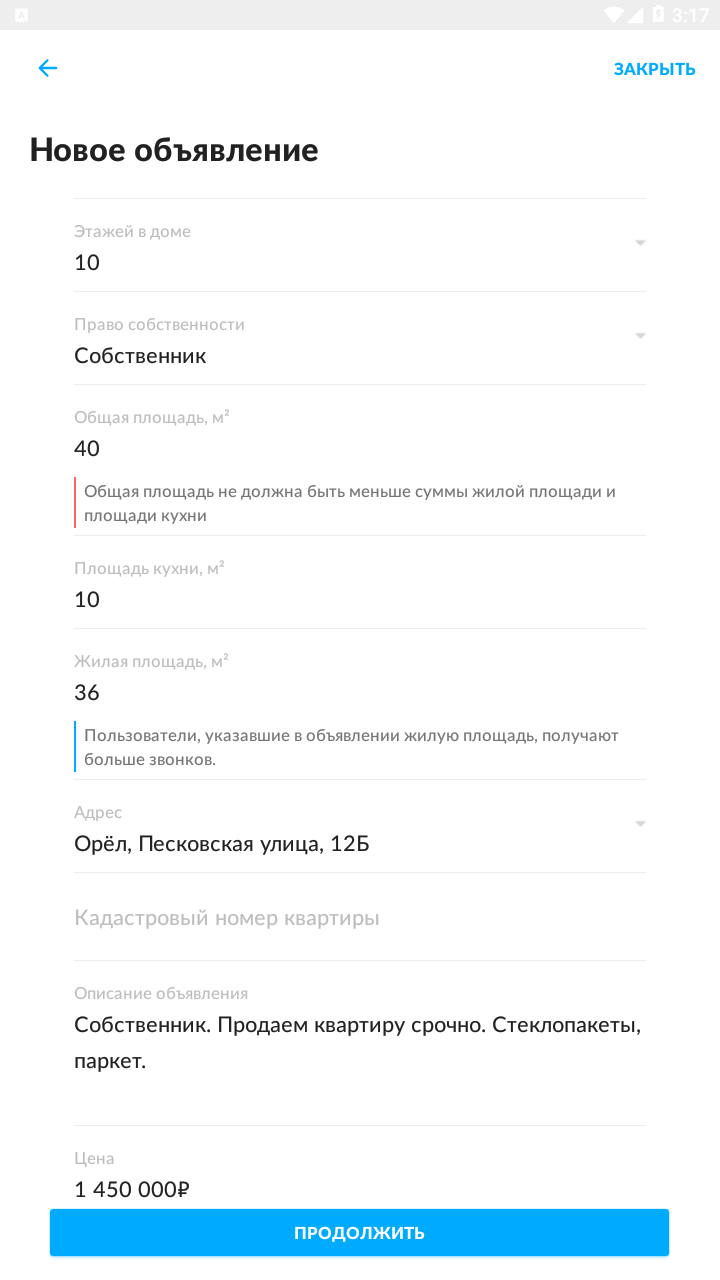 3:17
ЗАКРЫТЬ
Новое объявление
Этажей в доме
10
Право собственности
Собственник
Общая площадь, м²
40
Общая площадь не должна быть меньше суммы жилой площади и
площади кухни
Площадь кухни, м²
10
Жилая площадь, м²
36
Пользователи, указавшие в объявлении жилую площадь, получают
больше звонков.
Адрес
Орёл, Песковская улица, 12Б
Кадастровый номер квартиры
Описание объявления
Собственник. Продаем квартиру срочно. Стеклопакеты,
паркет.
Цена
1 450 000₽
ПРОДОЛЖИТЬ